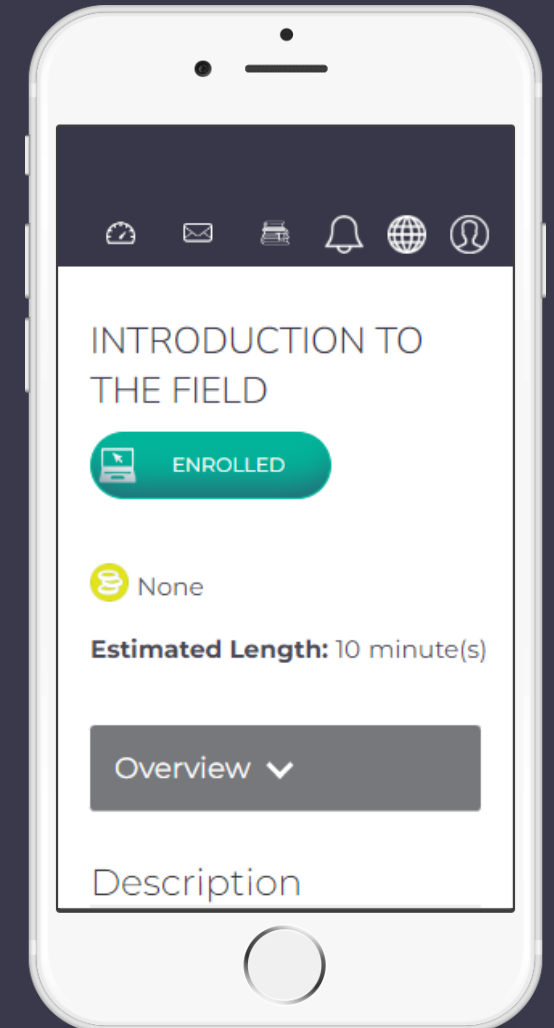 INTRODUCTION TO
THE FIELD
ENROLLED
None
Estimated Length: 10 minute(s)
Overview
Description